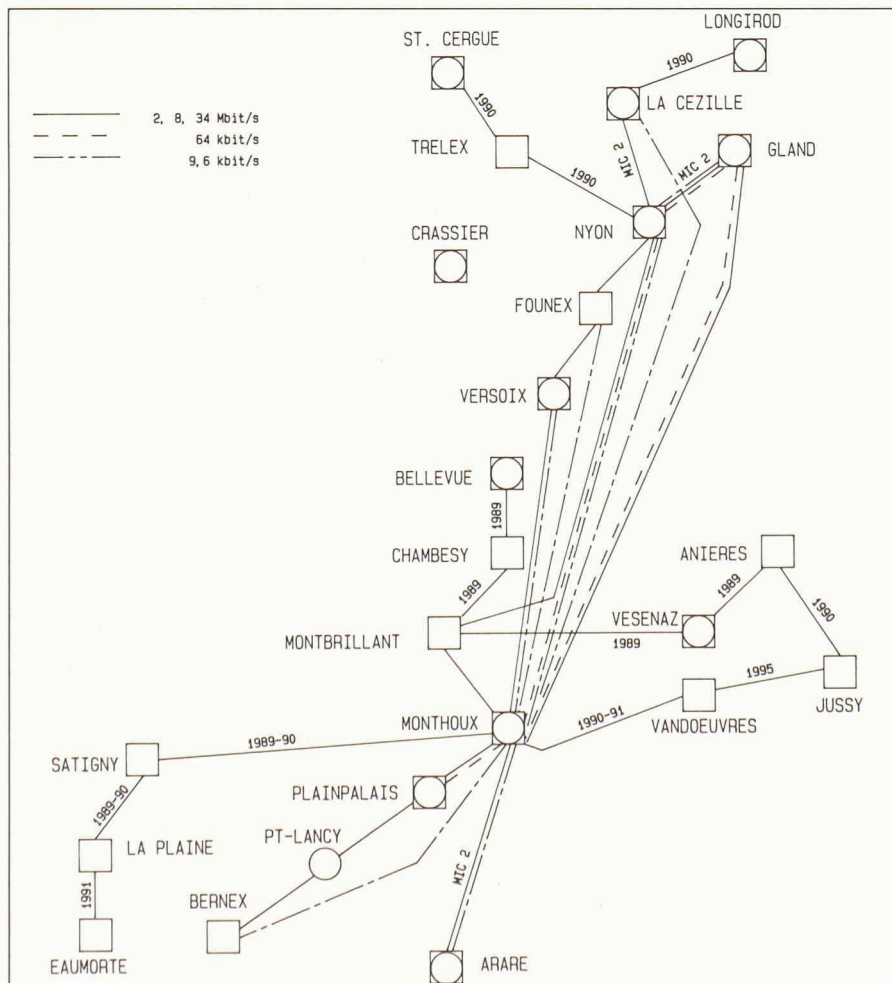 LONGIROD
ST. CERGUE
1990
LA CEZILLE
2, 8, 34 Mbit/s
64 kbit/s
9,6 kbit/s
1990
TRELEX
MIC 2
MIC 2
GLAND
1990
NYON
CRASSIER
FOUNEX
VERSOIX
BELLEVUE
1989
CHAMBESY
ANIERES
1989
1989
1990
VESENAZ
MONTBRILLANT
1989
1995
JUSSY
VANDOEUVRES
1990-91
MONTHOUX
1989-90
SATIGNY
1989-90
PLAINPALAIS
LA PLAINE
PT-LANCY
MIC 2
1991
BERNEX
EAUMORTE
ARARE